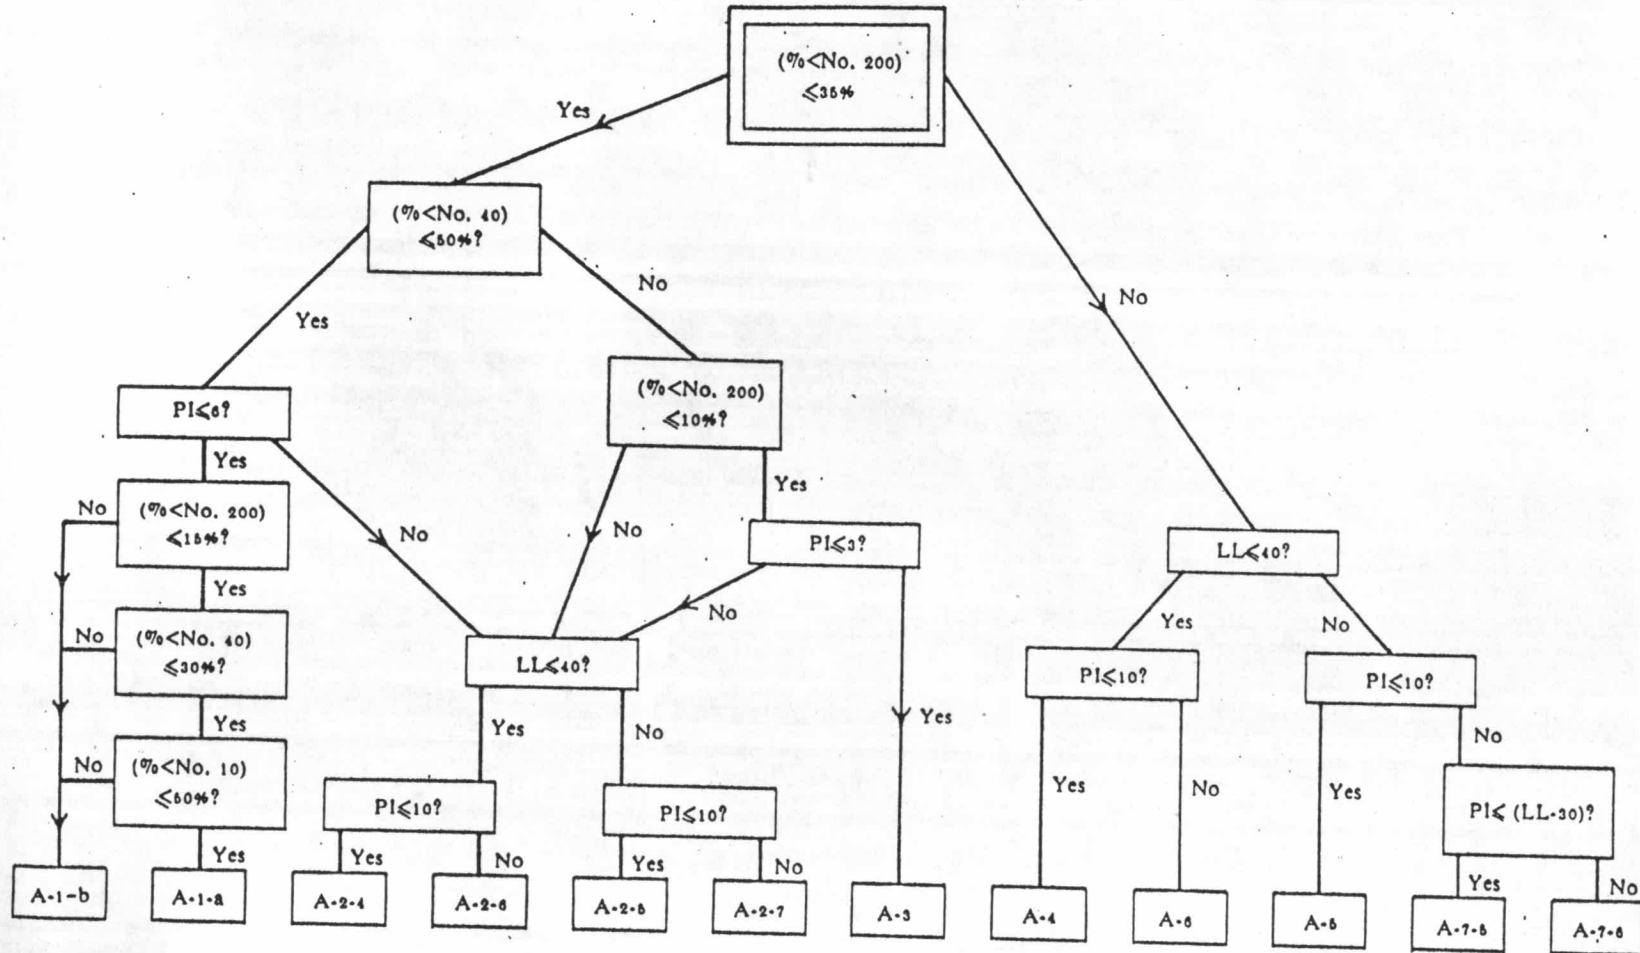 (%<No. 200)
≤35%
Yes
(%<No. 40)
≤50%?
No
No
Yes
PI≤6?
(%<No. 200)
≤10%?
Yes
Yes
No
(%<No. 200)
≤15%?
No
No
PI≤3?
LL≤40?
Yes
No
Yes
No
No
(%<No. 40)
≤30%?
LL≤40?
PI≤10?
PI≤10?
Yes
Yes
No
Yes
No
No
(%<No. 10)
≤50%?
PI≤10?
PI≤10?
Yes
No
Yes
PI≤(LL-30)?
Yes
Yes
No
Yes
No
Yes
No
A-1-b
A-1-a
A-2-4
A-2-6
A-2-5
A-2-7
A-3
A-4
A-6
A-5
A-7-5
A-7-6